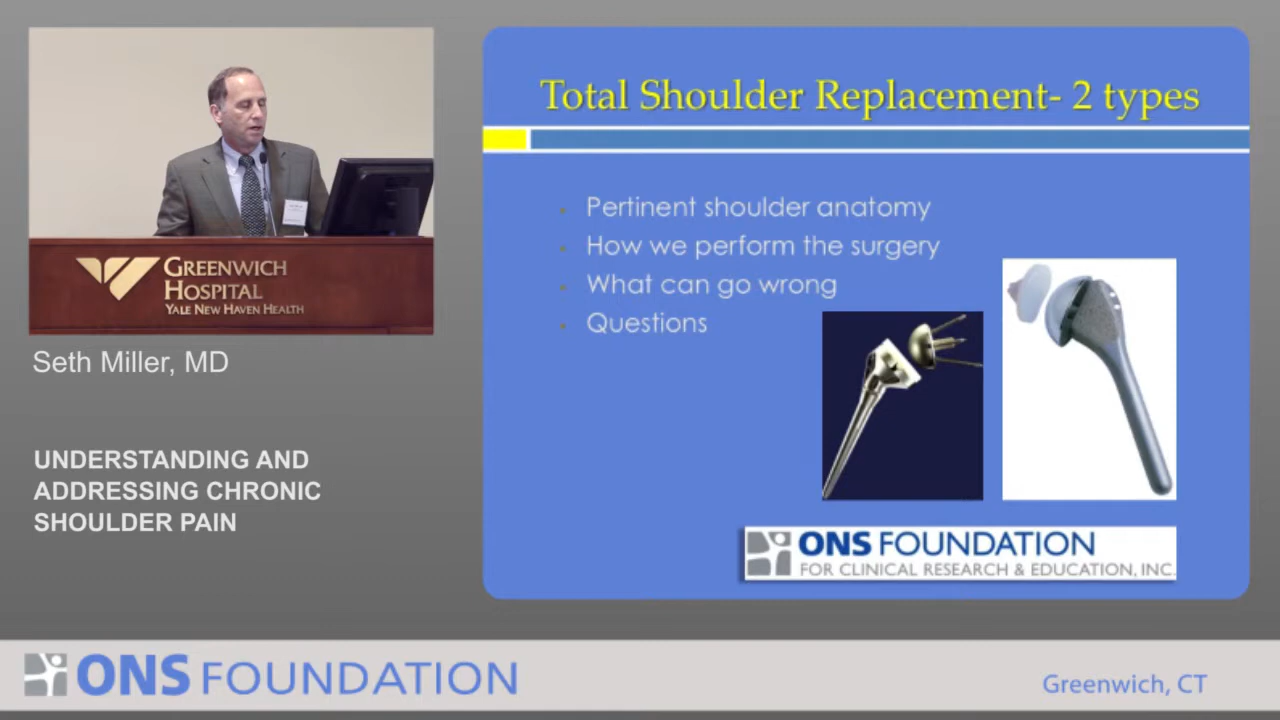 GREENWICH
HOSPITAL
YALE NEW HAVEN HEALTH
Seth Miller, MD
UNDERSTANDING AND
ADDRESSING CHRONIC
SHOULDER PAIN
Total Shoulder Replacement- 2 types
Pertinent shoulder anatomy
How we perform the surgery
What can go wrong
Questions
ONS FOUNDATION
FOR CLINICAL RESEARCH & EDUCATION, INC.
ONS FOUNDATION
Greenwich, CT